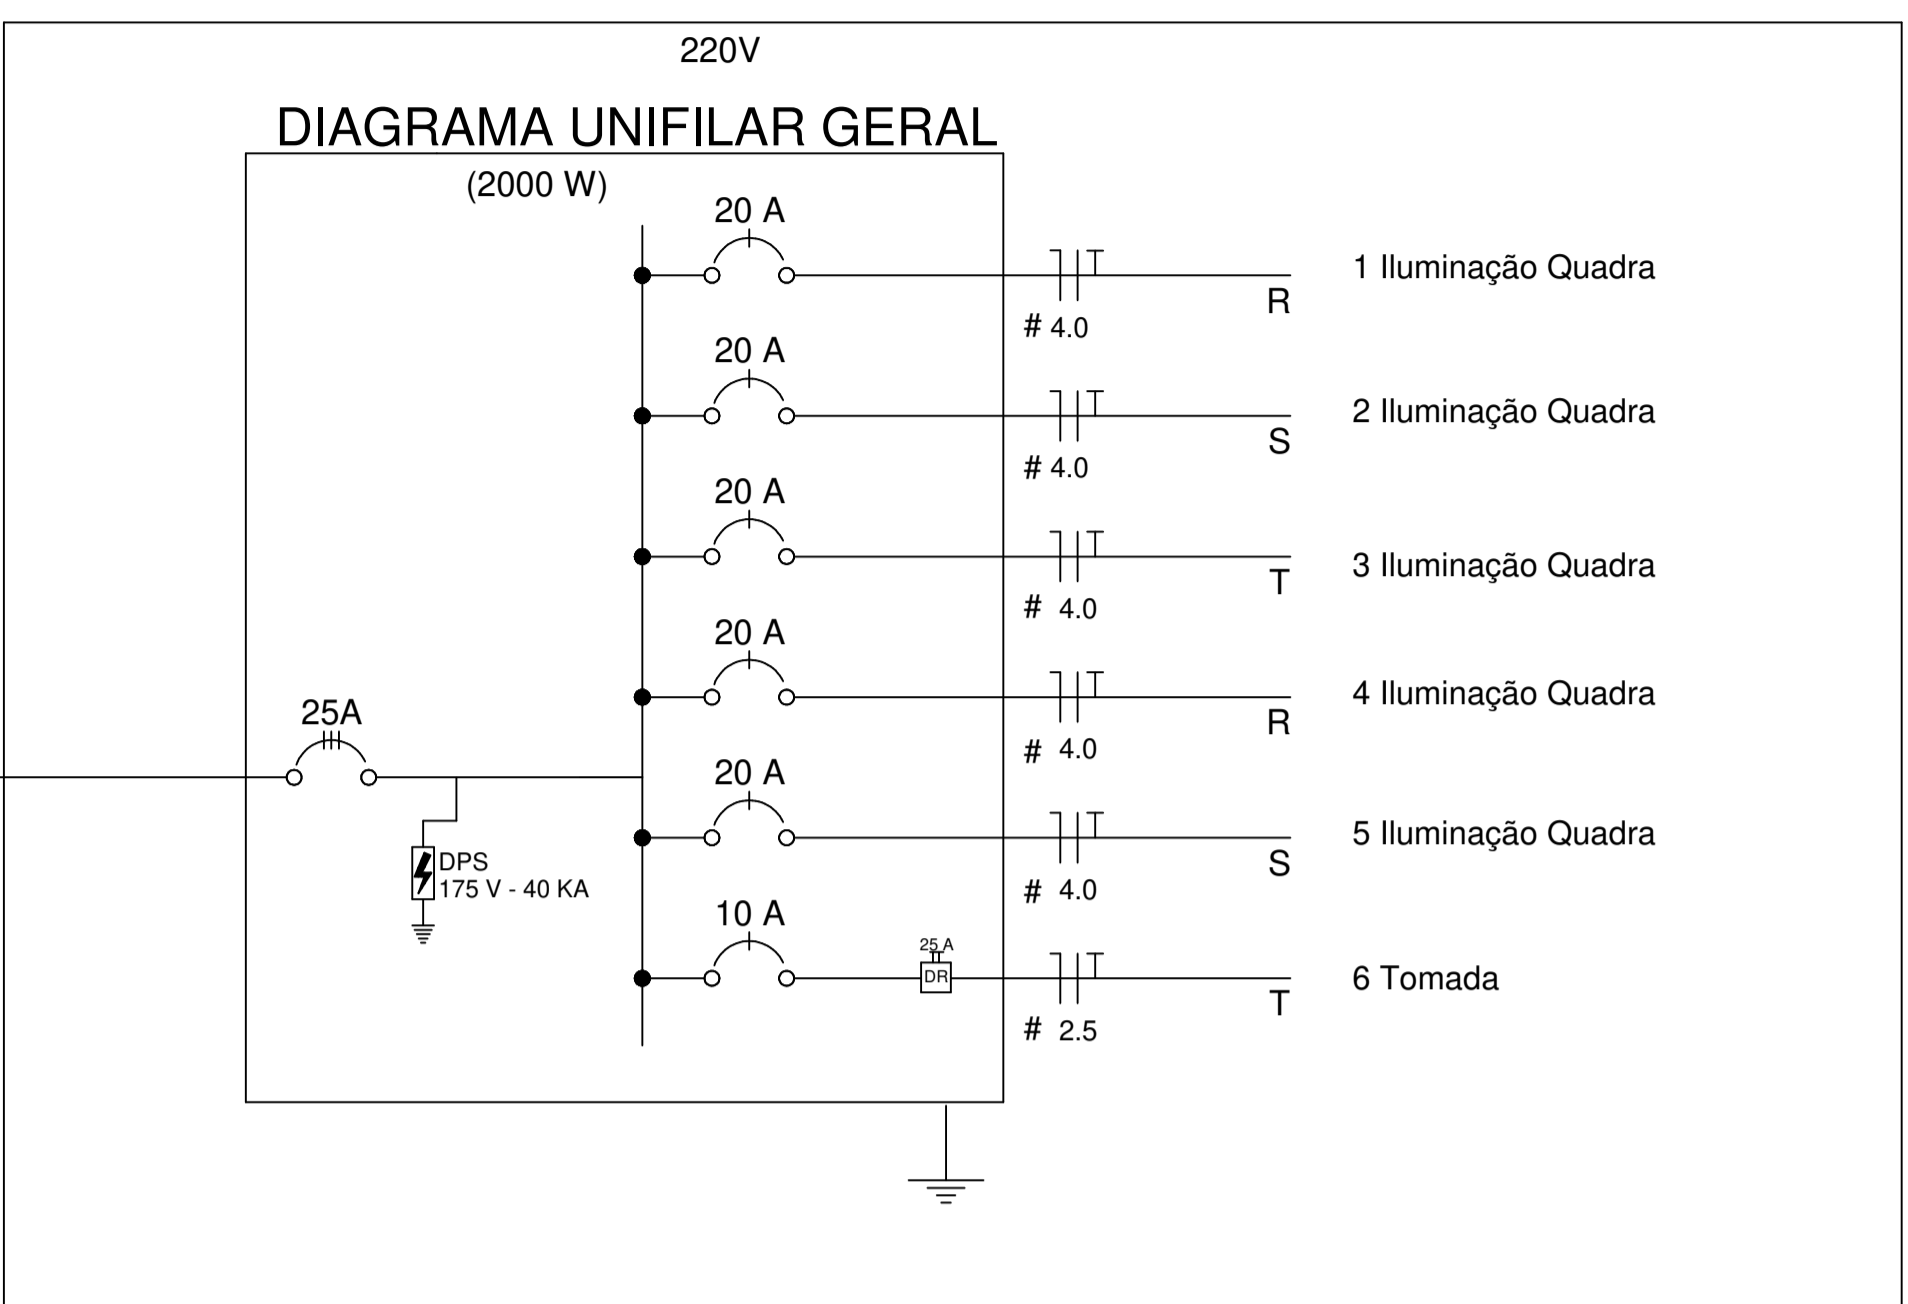 220V
DIAGRAMA UNIFILAR GERAL
(2000 W)
20 A
1 Iluminação Quadra
R
# 4.0
20 A
2 Iluminação Quadra
S
# 4.0
20 A
3 Iluminação Quadra
T
# 4.0
20 A
4 Iluminação Quadra
R
# 4.0
25A
20 A
5 Iluminação Quadra
S
# 4.0
DPS
175 V - 40 KA
10 A
25 A
DR
6 Tomada
T
# 2.5